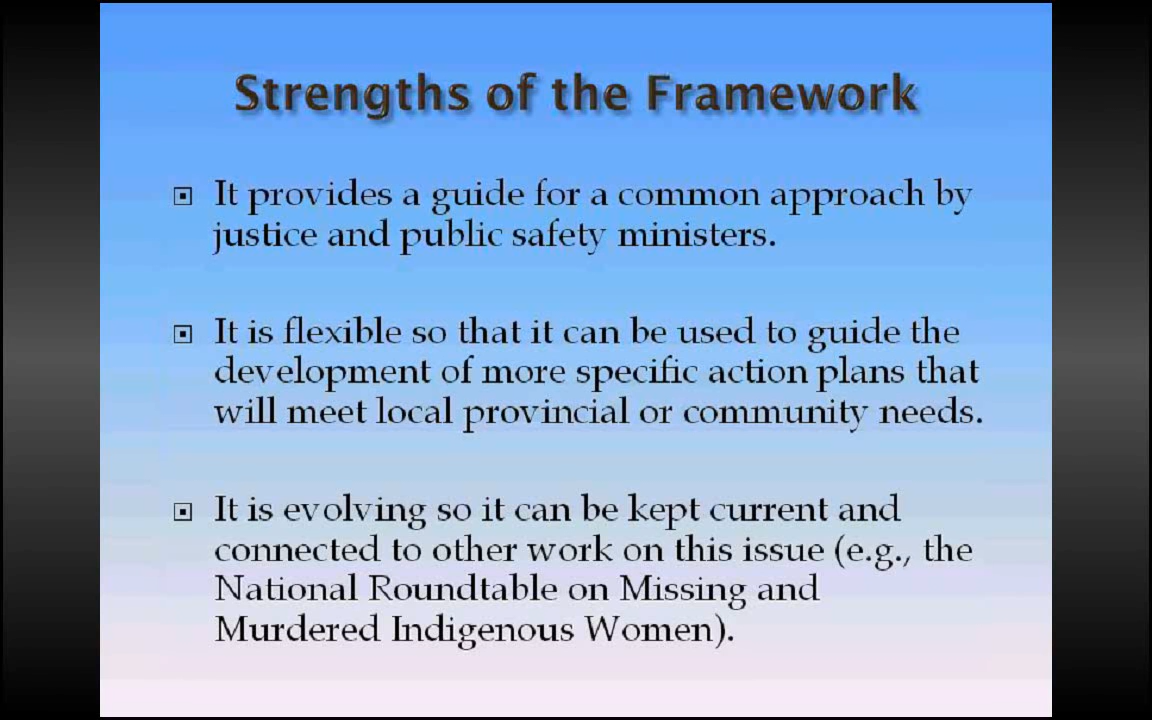 Strengths of the Framework
It provides a guide for a common approach by
justice and public safety ministers.
It is flexible so that it can be used to guide the
development of more specific action plans that
will meet local provincial or community needs.
It is evolving so it can be kept current and
connected to other work on this issue (e.g., the
National Roundtable on Missing and
Murdered Indigenous Women).